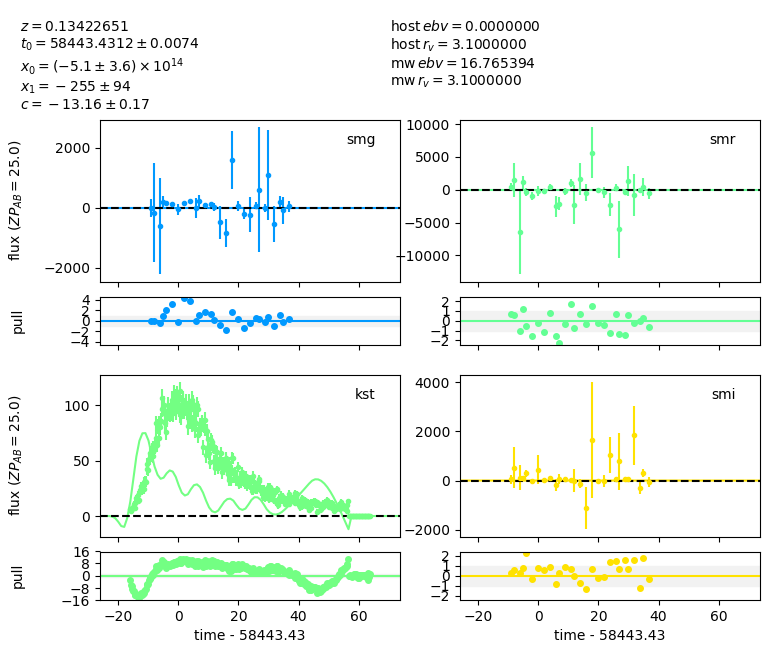 z = 0.13422651
t₀ = 58443.4312 ± 0.0074
x₀ = (−5.1 ± 3.6) × 10¹⁴
x₁ = −255 ± 94
c = −13.16 ± 0.17
host ebv = 0.0000000
host r_v = 3.1000000
mw ebv = 16.765394
mw r_v = 3.1000000
smg
2000
0
−2000
flux (ZP_AB = 25.0)
smr
10000
5000
0
−5000
−10000
4
2
0
−2
−4
pull
2
1
0
−1
−2
kst
100
50
0
flux (ZP_AB = 25.0)
smi
4000
2000
0
−2000
16
8
0
−8
−16
pull
−20
0
20
40
60
time - 58443.43
2
1
0
−1
−2
−20
0
20
40
60
time - 58443.43